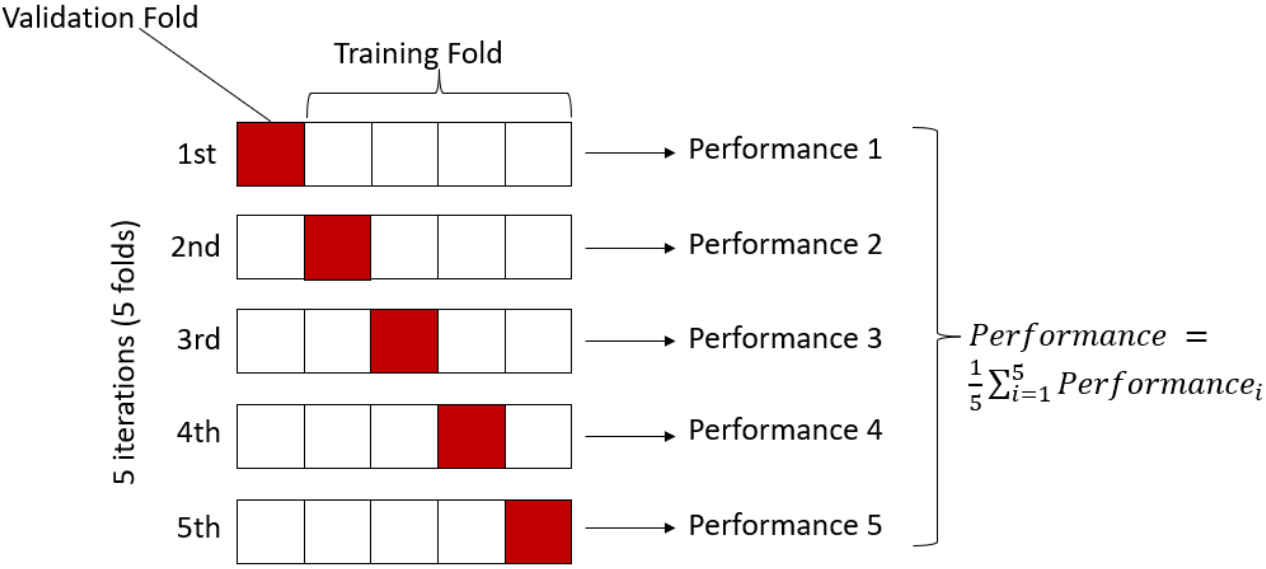 Validation Fold
Training Fold
5 iterations (5 folds)
1st
Performance 1
2nd
Performance 2
3rd
Performance 3
4th
Performance 4
5th
Performance 5
Performance =
1/5 ∑_{i=1}^{5} Performance_i